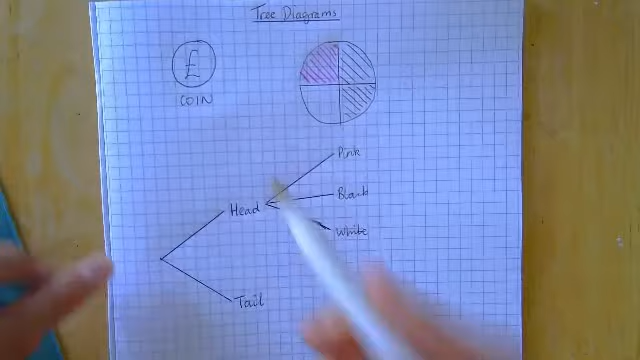 Tree Diagrams
£
COIN
Pink
Black
Head
White
Tail